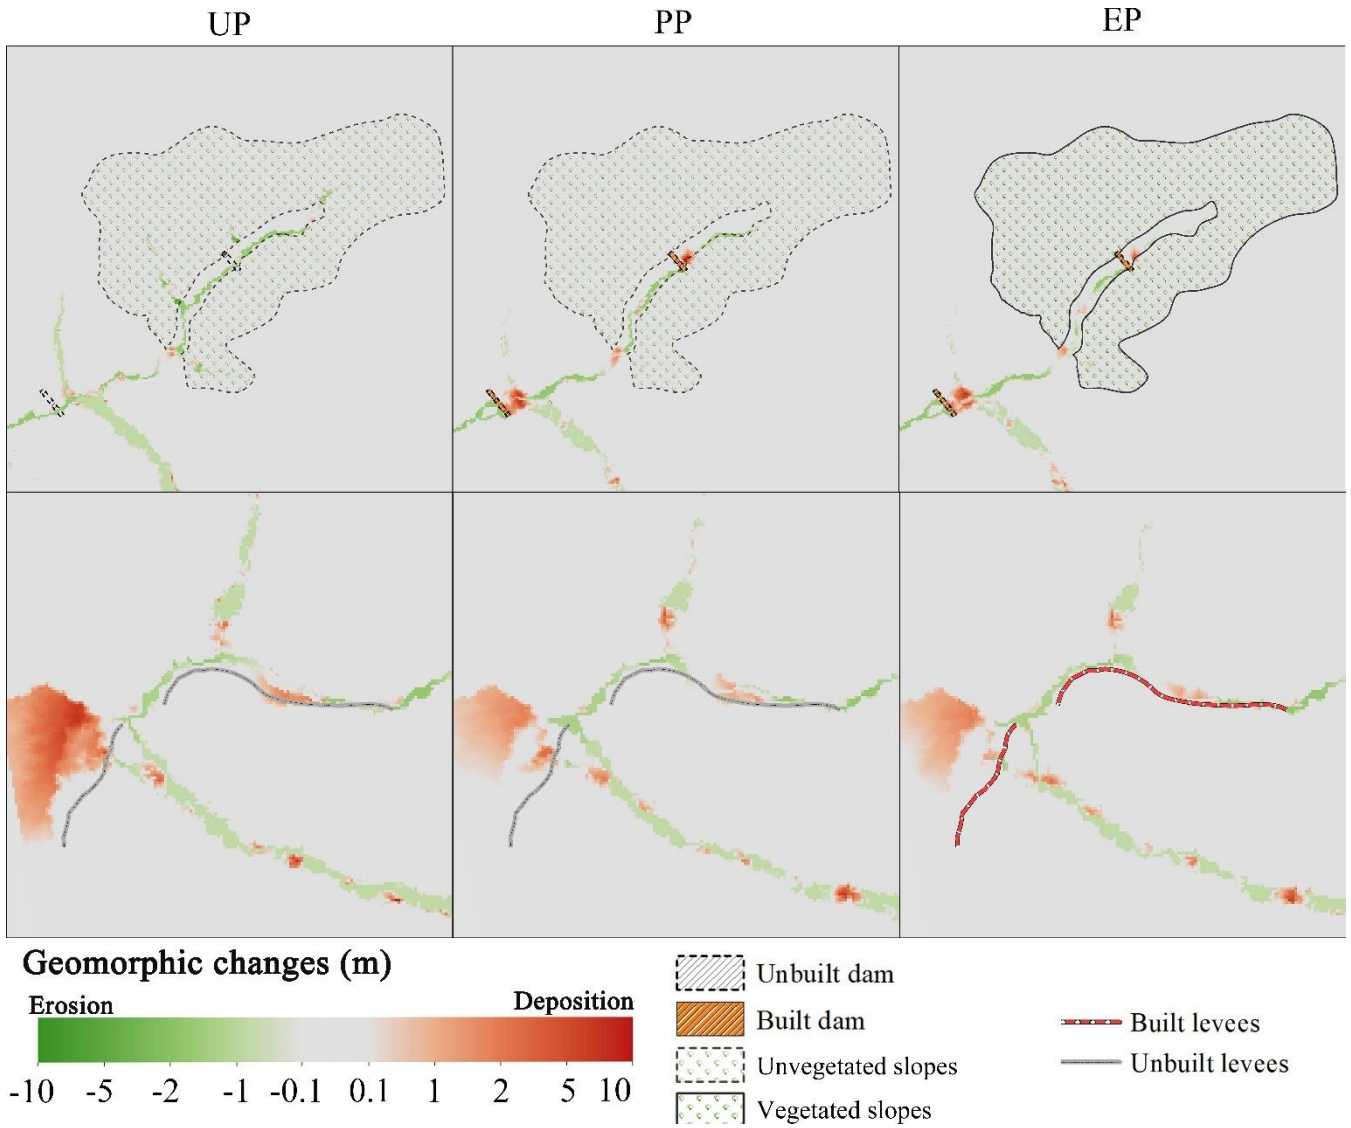 UP
PP
EP
Geomorphic changes (m)
Erosion
Deposition
-10 -5 -2 -1 -0.1 0.1 1 2 5 10
Unbuilt dam
Built dam
Unvegetated slopes
Vegetated slopes
Built levees
Unbuilt levees